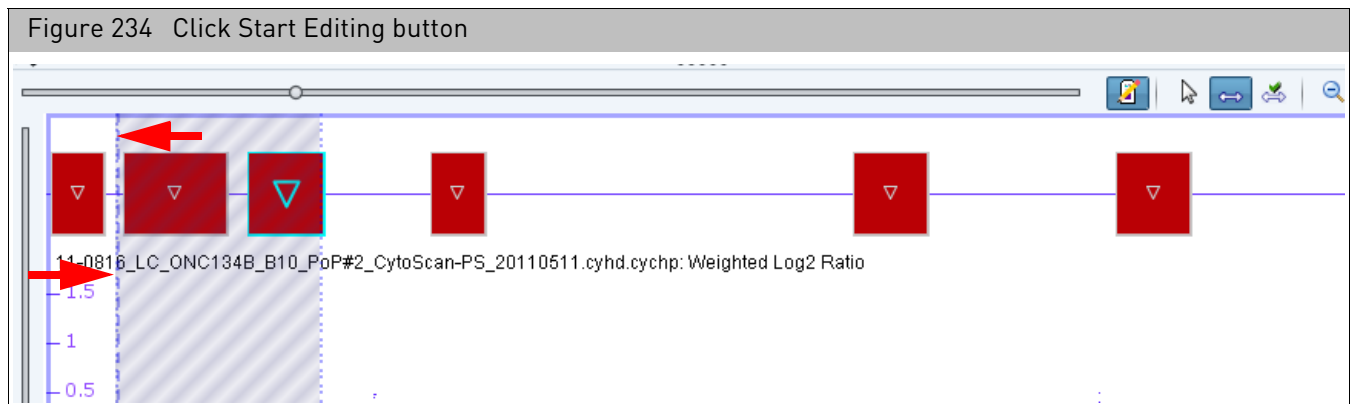 Figure 234 Click Start Editing button
11-0816_LC_ONC134B_B10_PoP#2_CytoScan-PS_20110511.cyhd.cychp: Weighted Log2 Ratio
1.5
1
0.5